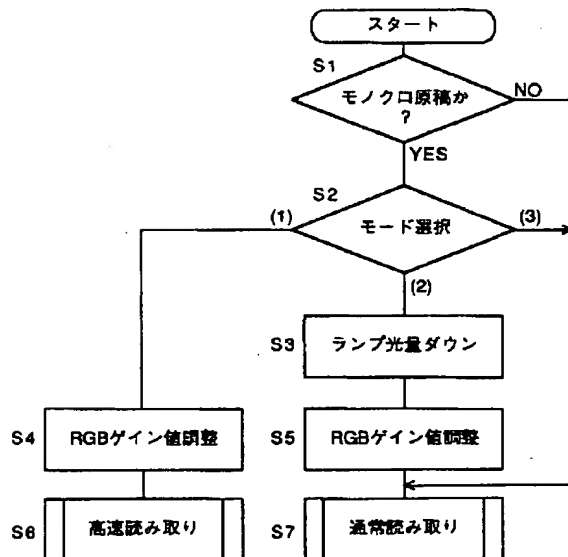 スタート
S1
モノクロ原稿か
?
NO
YES
S2
(1)
モード選択
(3)
(2)
S3
ランプ光量ダウン
S4
RGBゲイン値調整
S5
RGBゲイン値調整
S6
高速読み取り
S7
通常読み取り